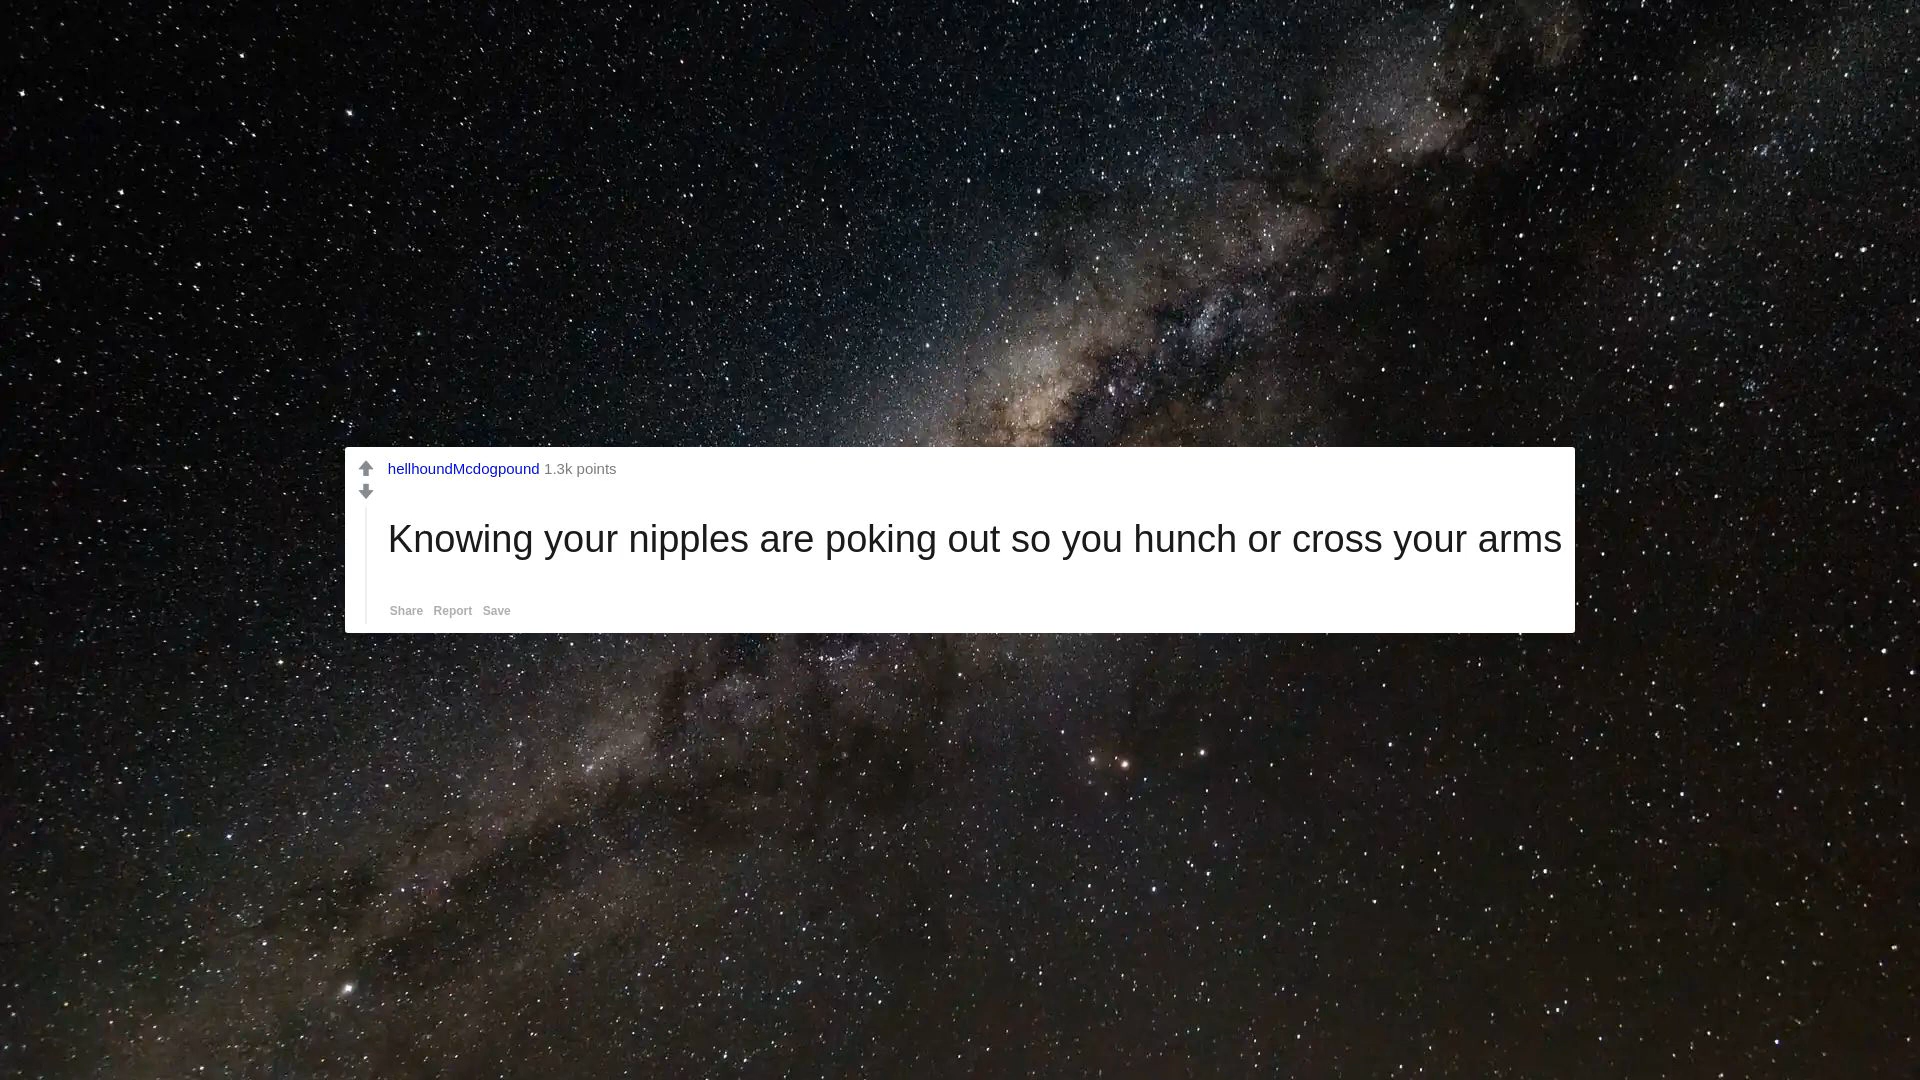 hellhoundMcdogpound 1.3k points
Knowing your nipples are poking out so you hunch or cross your arms
Share Report Save